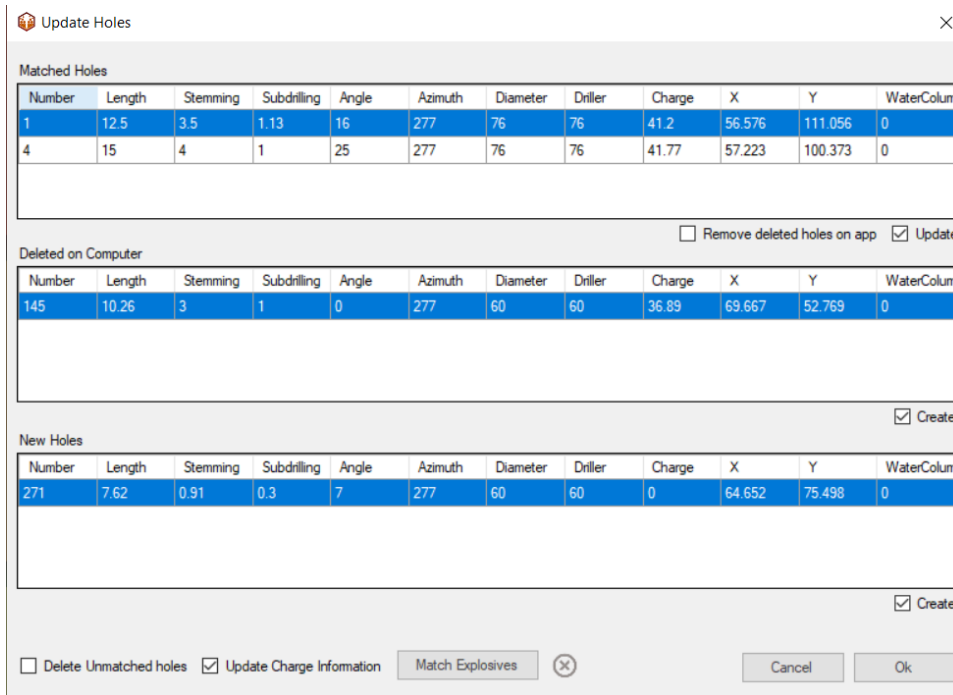 Update Holes
Matched Holes
Number Length Stemming Subdrilling Angle Azimuth Diameter Driller Charge X Y WaterColum
1 12.5 3.5 1.13 16 277 76 76 41.2 56.576 111.056 0
4 15 4 1 25 277 76 76 41.77 57.223 100.373 0
Remove deleted holes on app Update
Deleted on Computer
Number Length Stemming Subdrilling Angle Azimuth Diameter Driller Charge X Y WaterColum
145 10.26 3 1 0 277 60 60 36.89 69.667 52.769 0
Create
New Holes
Number Length Stemming Subdrilling Angle Azimuth Diameter Driller Charge X Y WaterColum
271 7.62 0.91 0.3 7 277 60 60 0 64.652 75.498 0
Create
Delete Unmatched holes Update Charge Information Match Explosives Cancel Ok